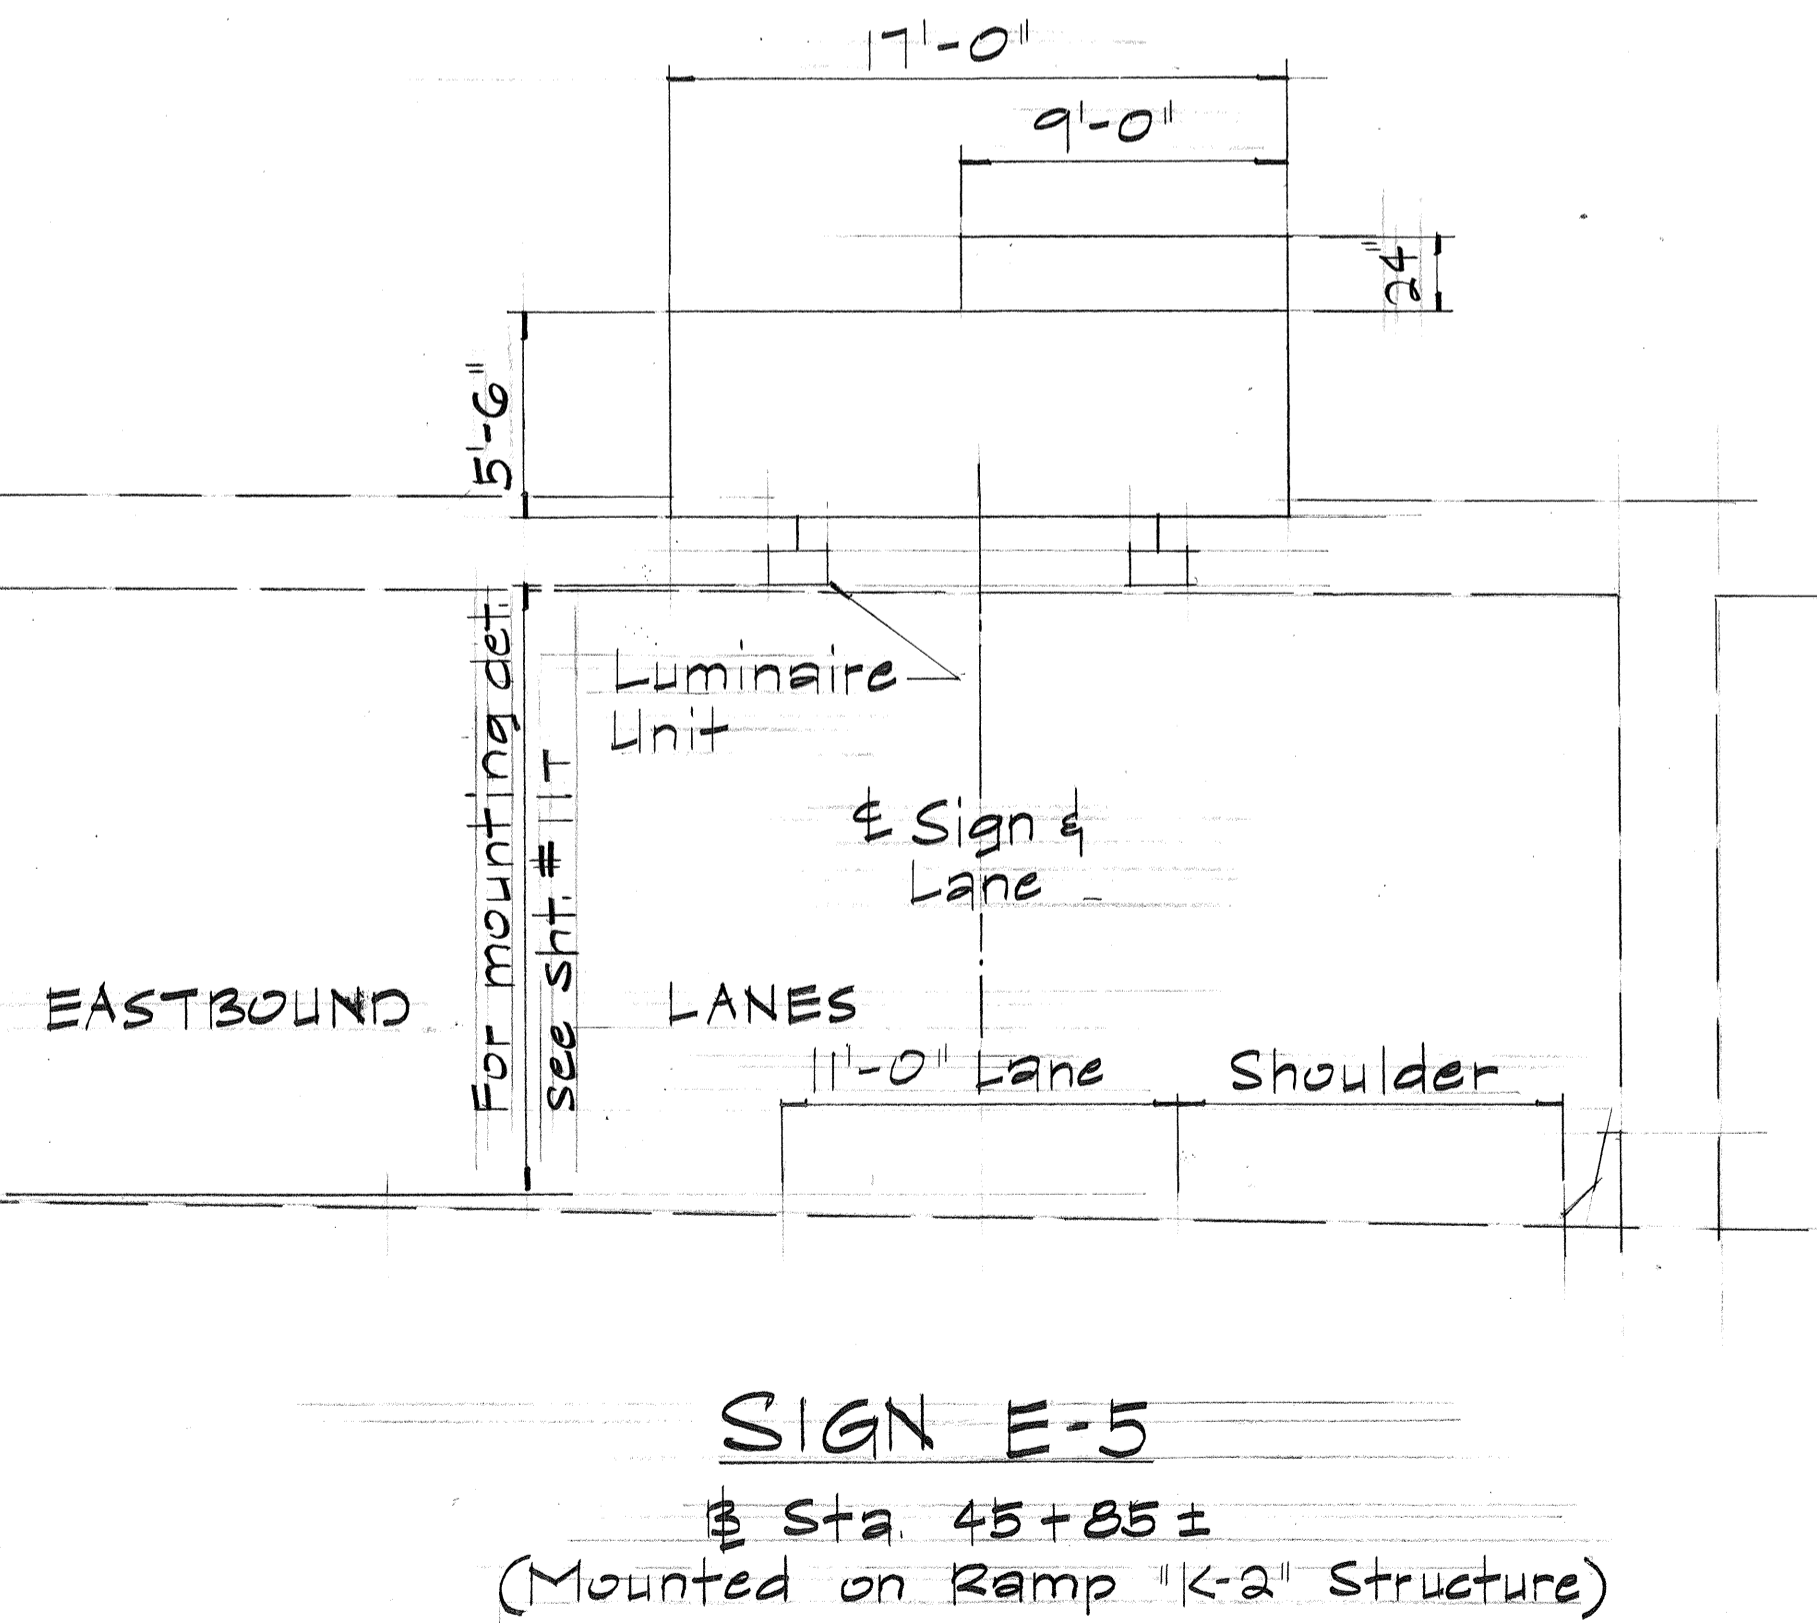 17'-0"
9'-0"
24"
5'-6"
Luminaire
Unit
℄ Sign &
Lane
For mounting det.
see sht. # 11T
EASTBOUND LANES
11'-0" Lane Shoulder
SIGN E-5
Sta. 45+85 ±
(Mounted on Ramp "K-2" Structure)